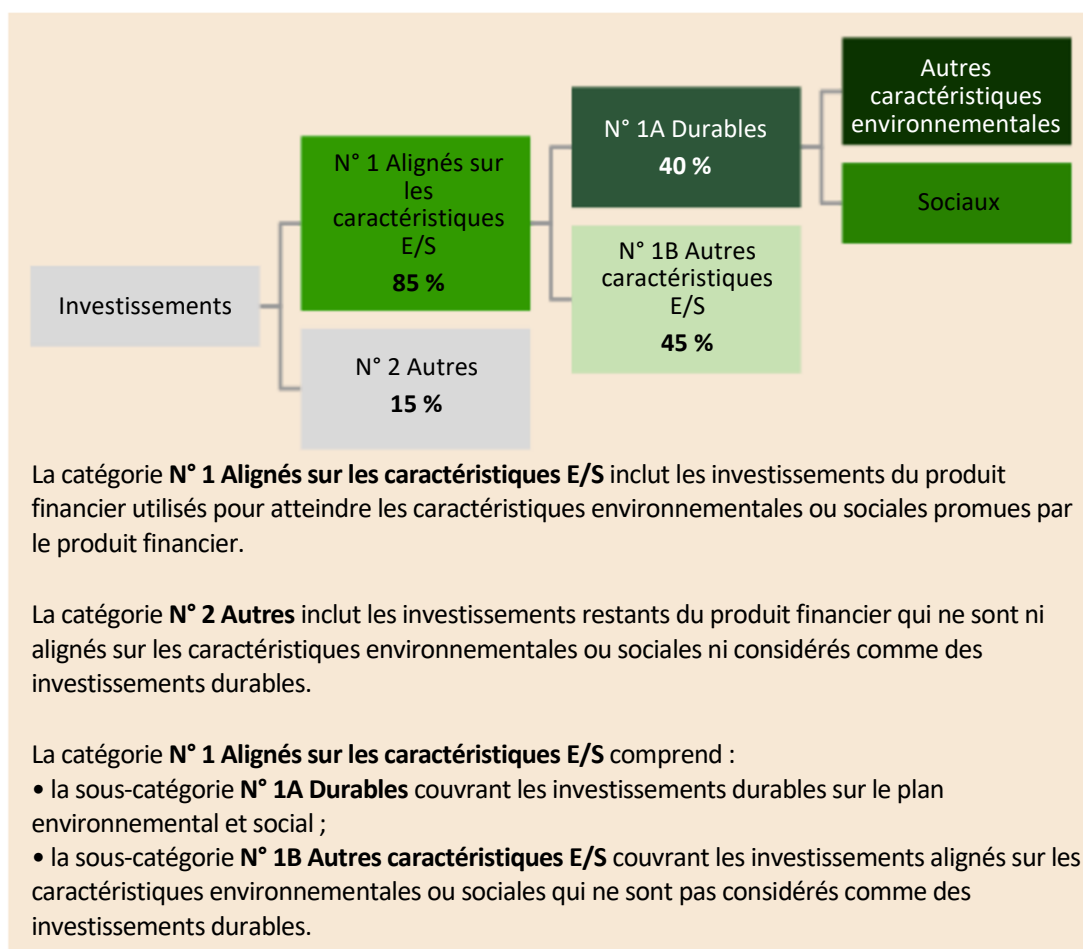 Investissements
N° 1 Alignés sur
les
caractéristiques
E/S
85 %
N° 2 Autres
15 %
N° 1A Durables
40 %
N° 1B Autres
caractéristiques
E/S
45 %
Autres
caractéristiques
environnementales
Sociaux
La catégorie N° 1 Alignés sur les caractéristiques E/S inclut les investissements du produit
financier utilisés pour atteindre les caractéristiques environnementales ou sociales promues par
le produit financier.
La catégorie N° 2 Autres inclut les investissements restants du produit financier qui ne sont ni
alignés sur les caractéristiques environnementales ou sociales ni considérés comme des
investissements durables.
La catégorie N° 1 Alignés sur les caractéristiques E/S comprend :
• la sous-catégorie N° 1A Durables couvrant les investissements durables sur le plan
environnemental et social ;
• la sous-catégorie N° 1B Autres caractéristiques E/S couvrant les investissements alignés sur les
caractéristiques environnementales ou sociales qui ne sont pas considérés comme des
investissements durables.